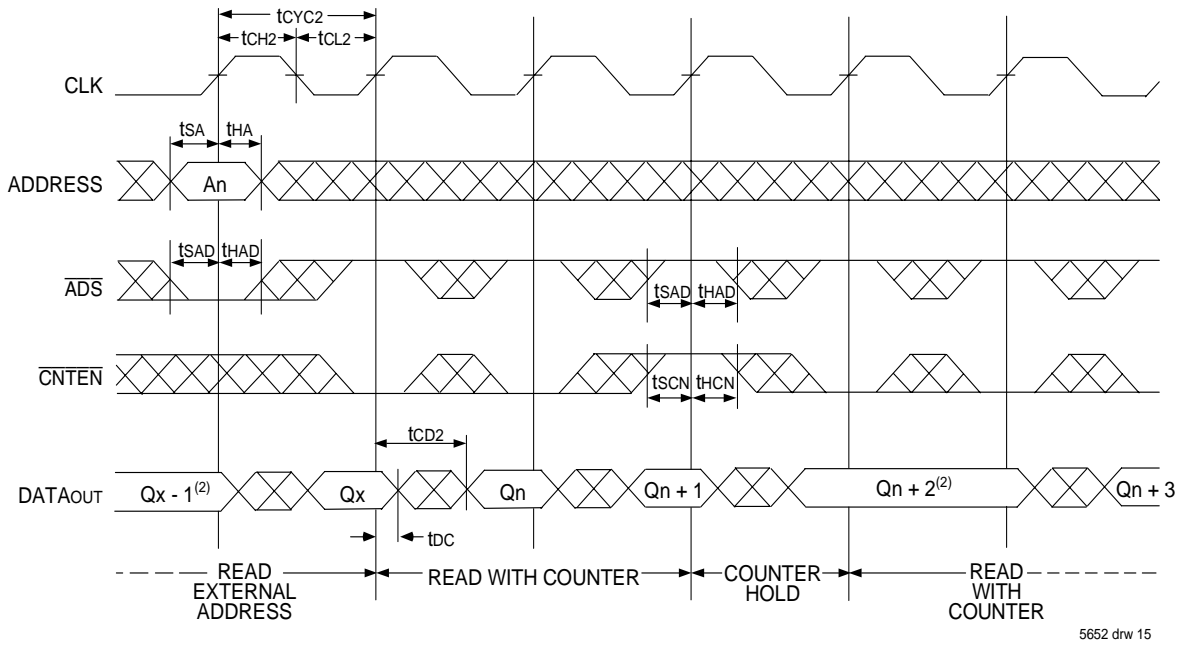 tCYC2
tCH2 tCL2
CLK
tSA tHA
ADDRESS An
tSAD tHAD
ADS
tSAD tHAD
CNTEN
tSCN tHCN
tCD2
DATAOUT Qx - 1(2) Qx Qn Qn + 1 Qn + 2(2) Qn + 3
tDC
READ EXTERNAL ADDRESS
READ WITH COUNTER
COUNTER HOLD
READ WITH COUNTER
5652 drw 15